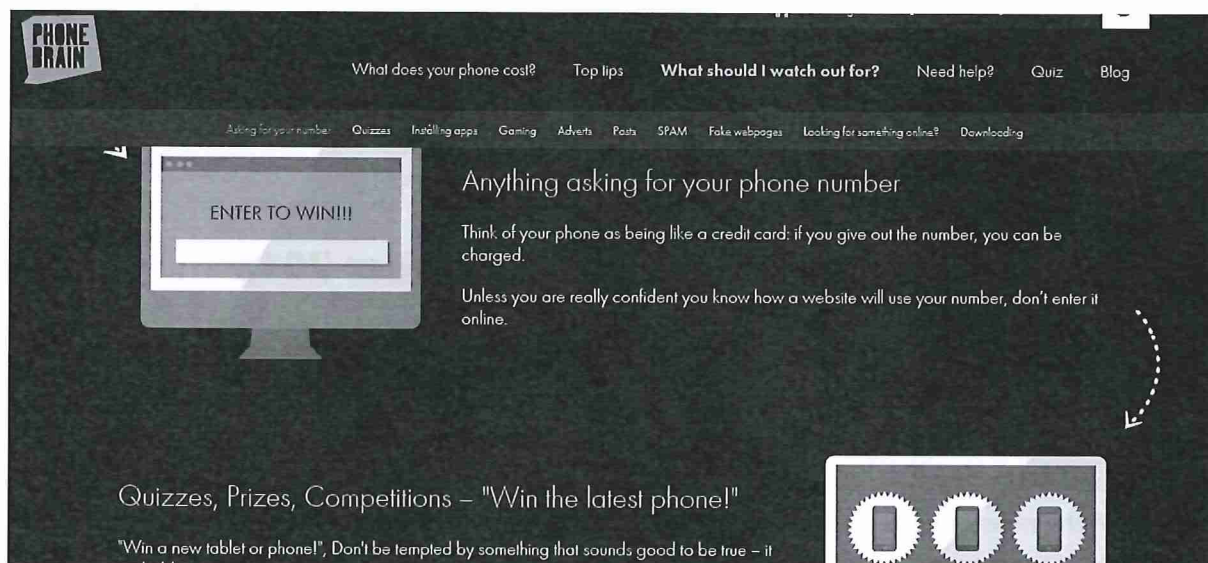 PHONE
BRAIN
What does your phone cost?
Top tips
What should I watch out for?
Need help?
Quiz
Blog
Asking for your number
Quizzes
Installing apps
Gaming
Adverts
Posts
SPAM
Fake webpages
Looking for something online?
Downloading
ENTER TO WIN!!!
Anything asking for your phone number
Think of your phone as being like a credit card: if you give out the number, you can be
charged.
Unless you are really confident you know how a website will use your number, don't enter it
online.
Quizzes, Prizes, Competitions – "Win the latest phone!"
"Win a new tablet or phone!", Don't be tempted by something that sounds good to be true – it